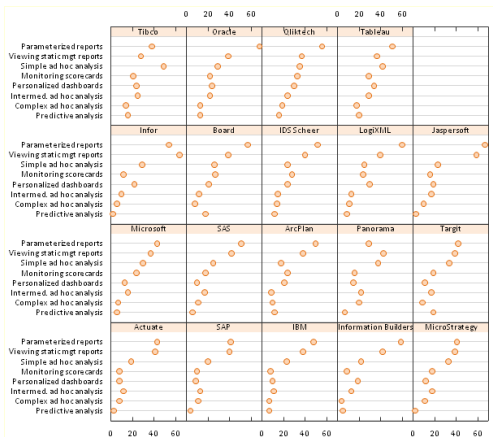 0 20 40 60 0 20 40 60
Tibco Oracle Qliktech Tableau
Parameterized reports
Viewing static mgt reports
Simple ad hoc analysis
Monitoring scorecards
Personalized dashboards
Intermed. ad hoc analysis
Complex ad hoc analysis
Predictive analysis
Infor Board IDS Scheer LogiXML Jaspersoft
Parameterized reports
Viewing static mgt reports
Simple ad hoc analysis
Monitoring scorecards
Personalized dashboards
Intermed. ad hoc analysis
Complex ad hoc analysis
Predictive analysis
Microsoft SAS ArcPlan Panorama Targit
Parameterized reports
Viewing static mgt reports
Simple ad hoc analysis
Monitoring scorecards
Personalized dashboards
Intermed. ad hoc analysis
Complex ad hoc analysis
Predictive analysis
Actuate SAP IBM Information Builders MicroStrategy
Parameterized reports
Viewing static mgt reports
Simple ad hoc analysis
Monitoring scorecards
Personalized dashboards
Intermed. ad hoc analysis
Complex ad hoc analysis
Predictive analysis
0 20 40 60 0 20 40 60 0 20 40 60